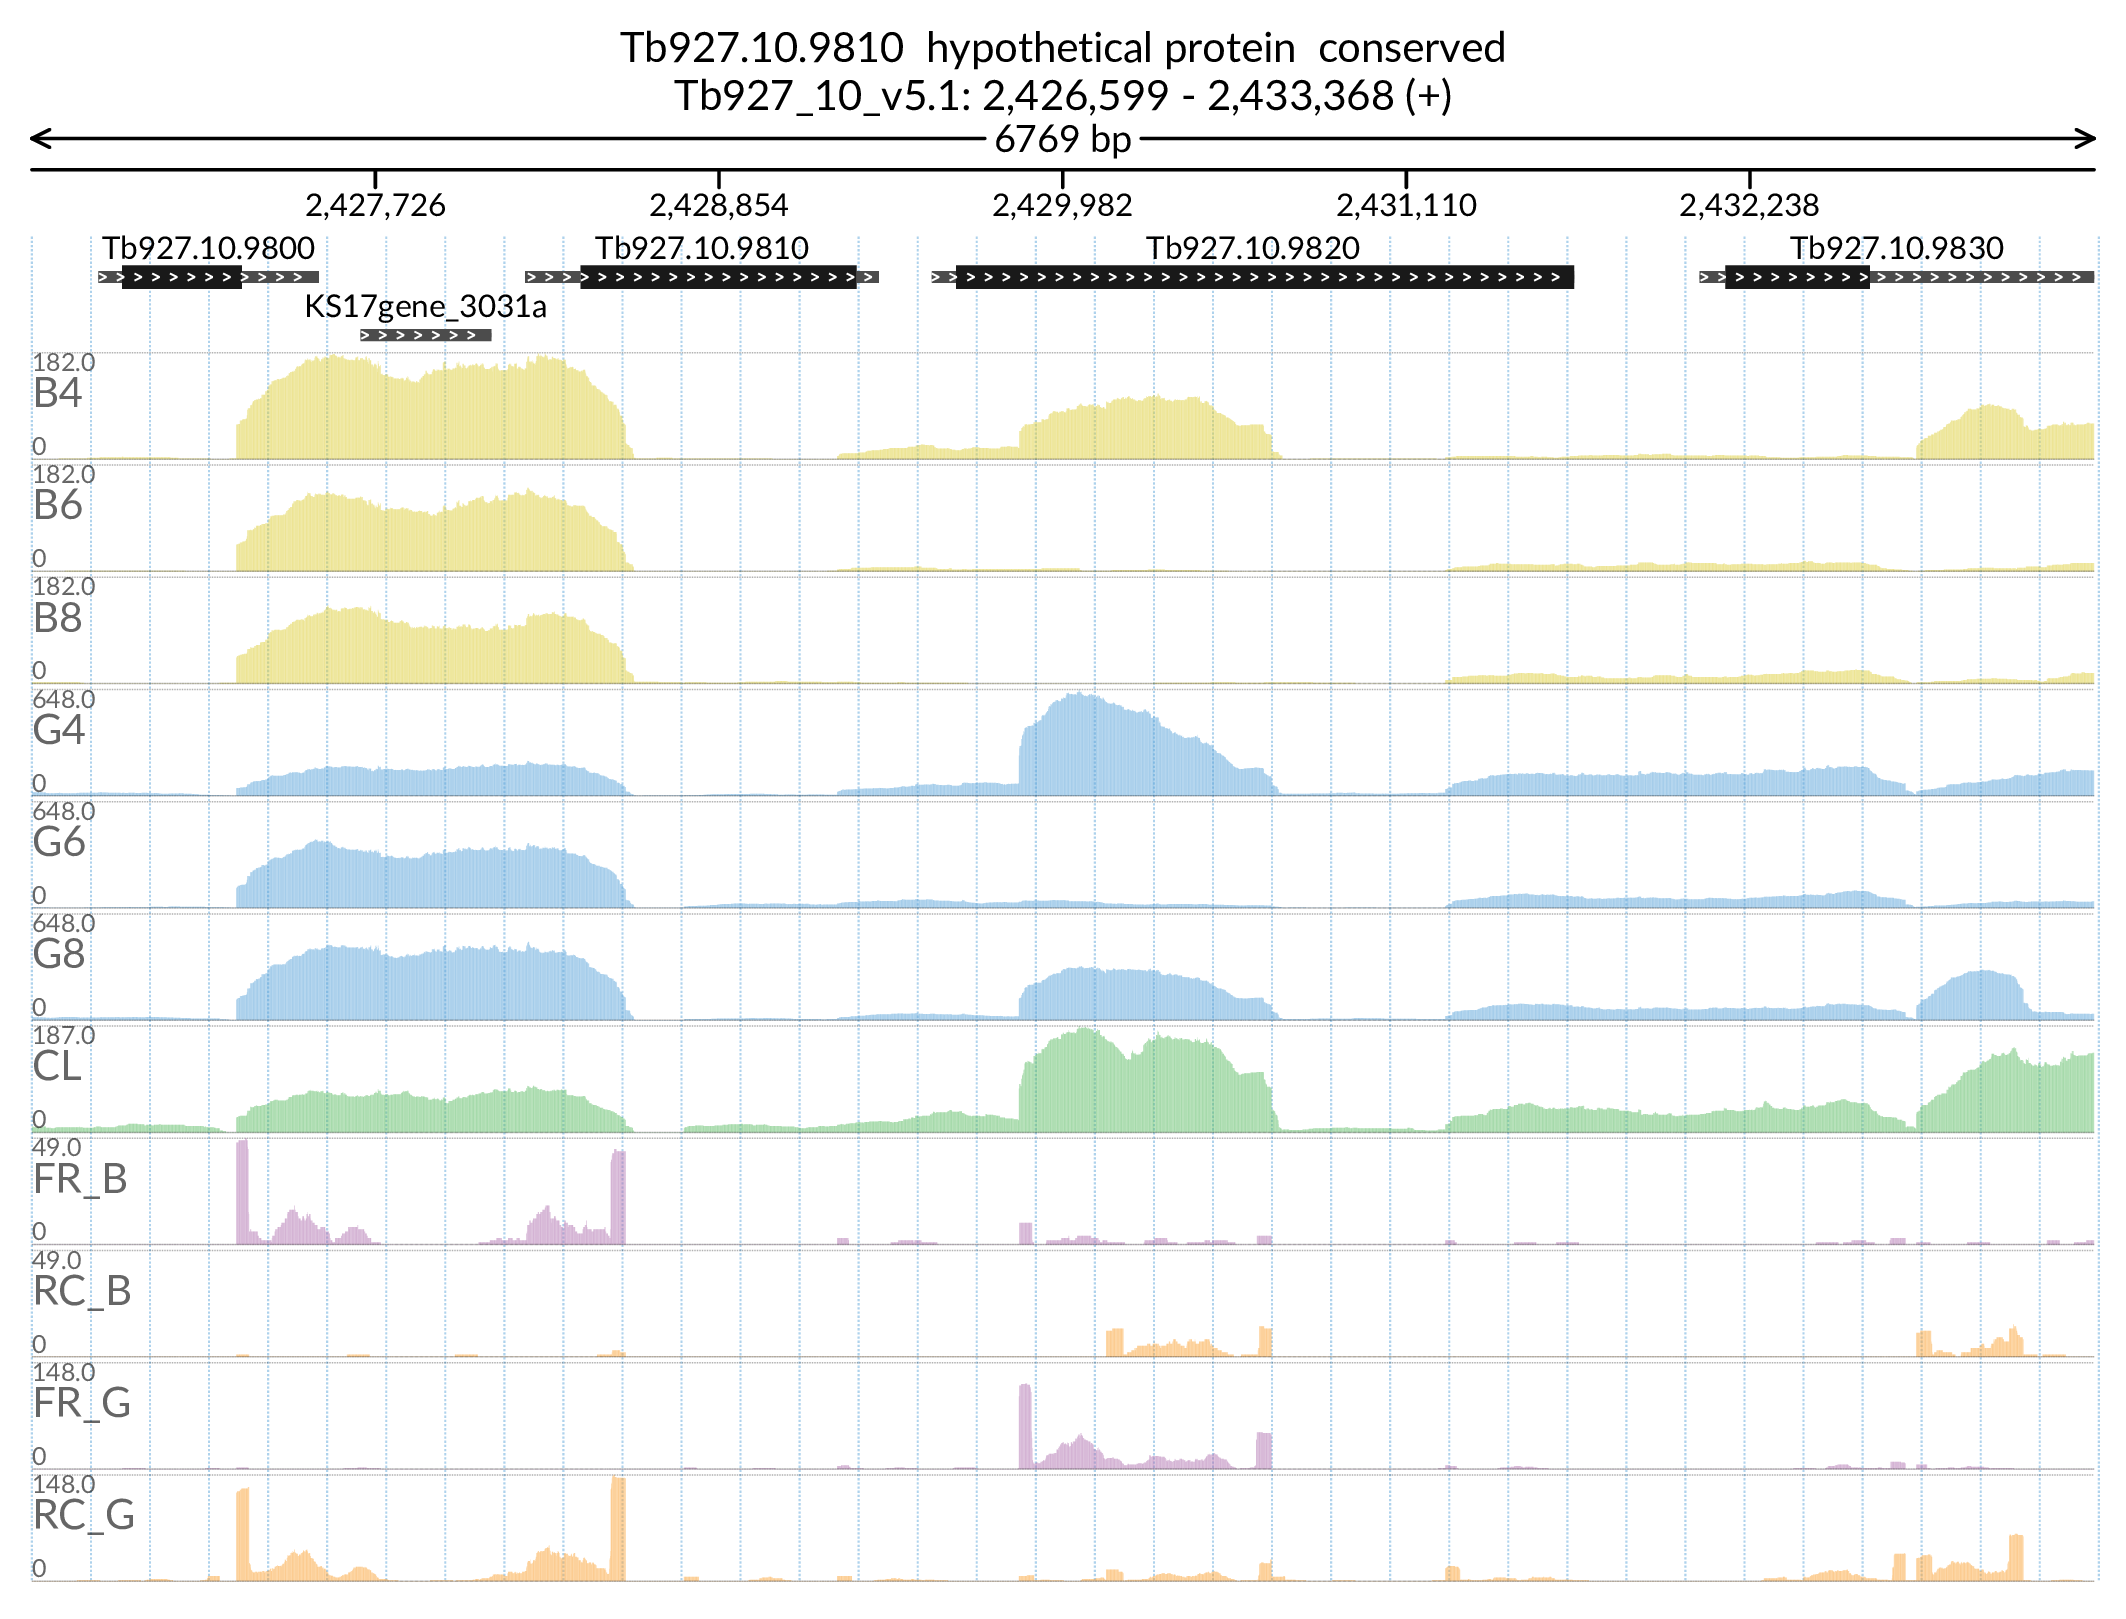 Tb927.10.9810  hypothetical protein  conserved
Tb927_10_v5.1: 2,426,599 - 2,433,368 (+)
6769 bp
2,427,726 2,428,854 2,429,982 2,431,110 2,432,238
Tb927.10.9800 Tb927.10.9810 Tb927.10.9820 Tb927.10.9830
KS17gene_3031a
182.0
B4
0
182.0
B6
0
182.0
B8
0
648.0
G4
0
648.0
G6
0
648.0
G8
0
187.0
CL
0
49.0
FR_B
0
49.0
RC_B
0
148.0
FR_G
0
148.0
RC_G
0